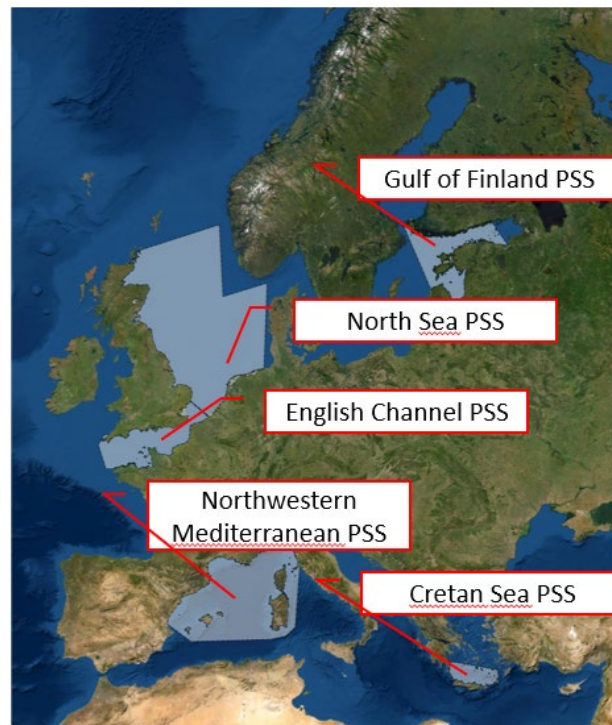 Gulf of Finland PSS
North Sea PSS
English Channel PSS
Northwestern
Mediterranean PSS
Cretan Sea PSS